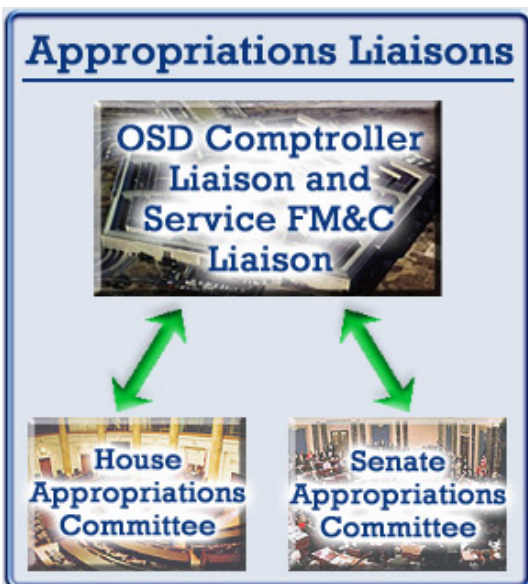 Appropriations Liaisons
OSD Comptroller
Liaison and
Service FM&C
Liaison
House
Appropriations
Committee
Senate
Appropriations
Committee